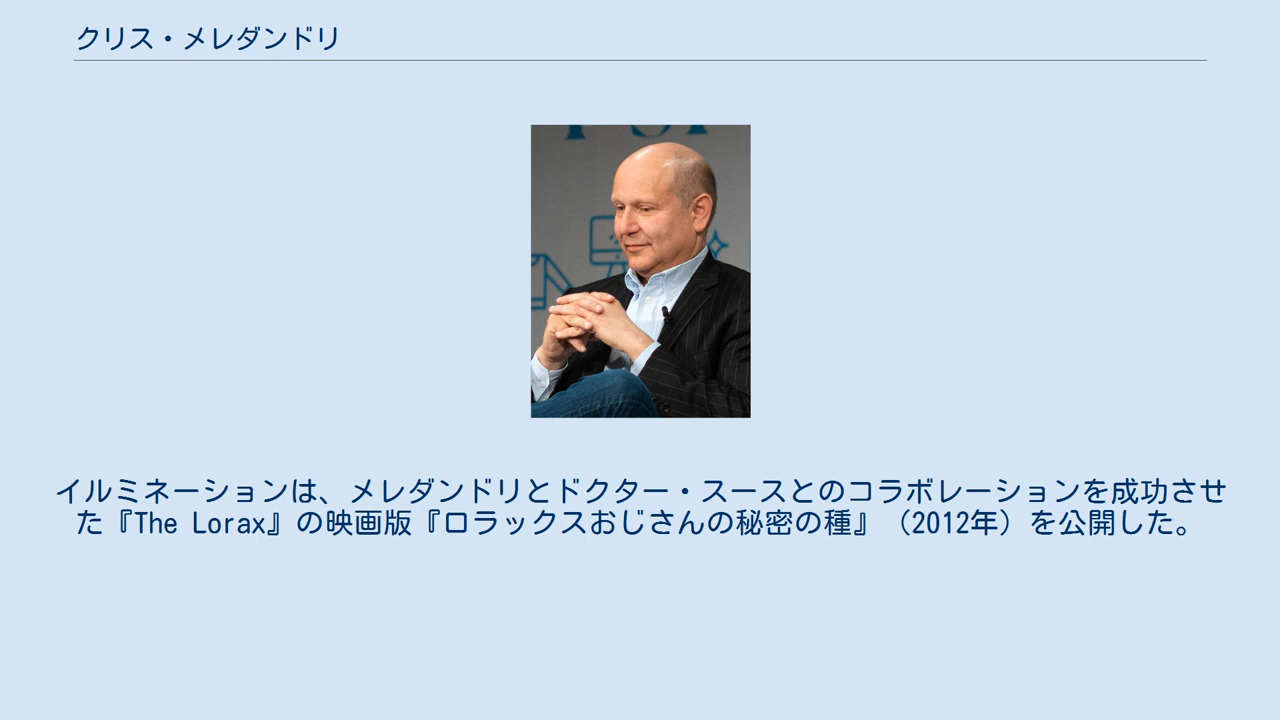 クリス・メレダンドリ
イルミネーションは、メレダンドリとドクター・スースとのコラボレーションを成功させ
た『The Lorax』の映画版『ロラックスおじさんの秘密の種』（2012年）を公開した。